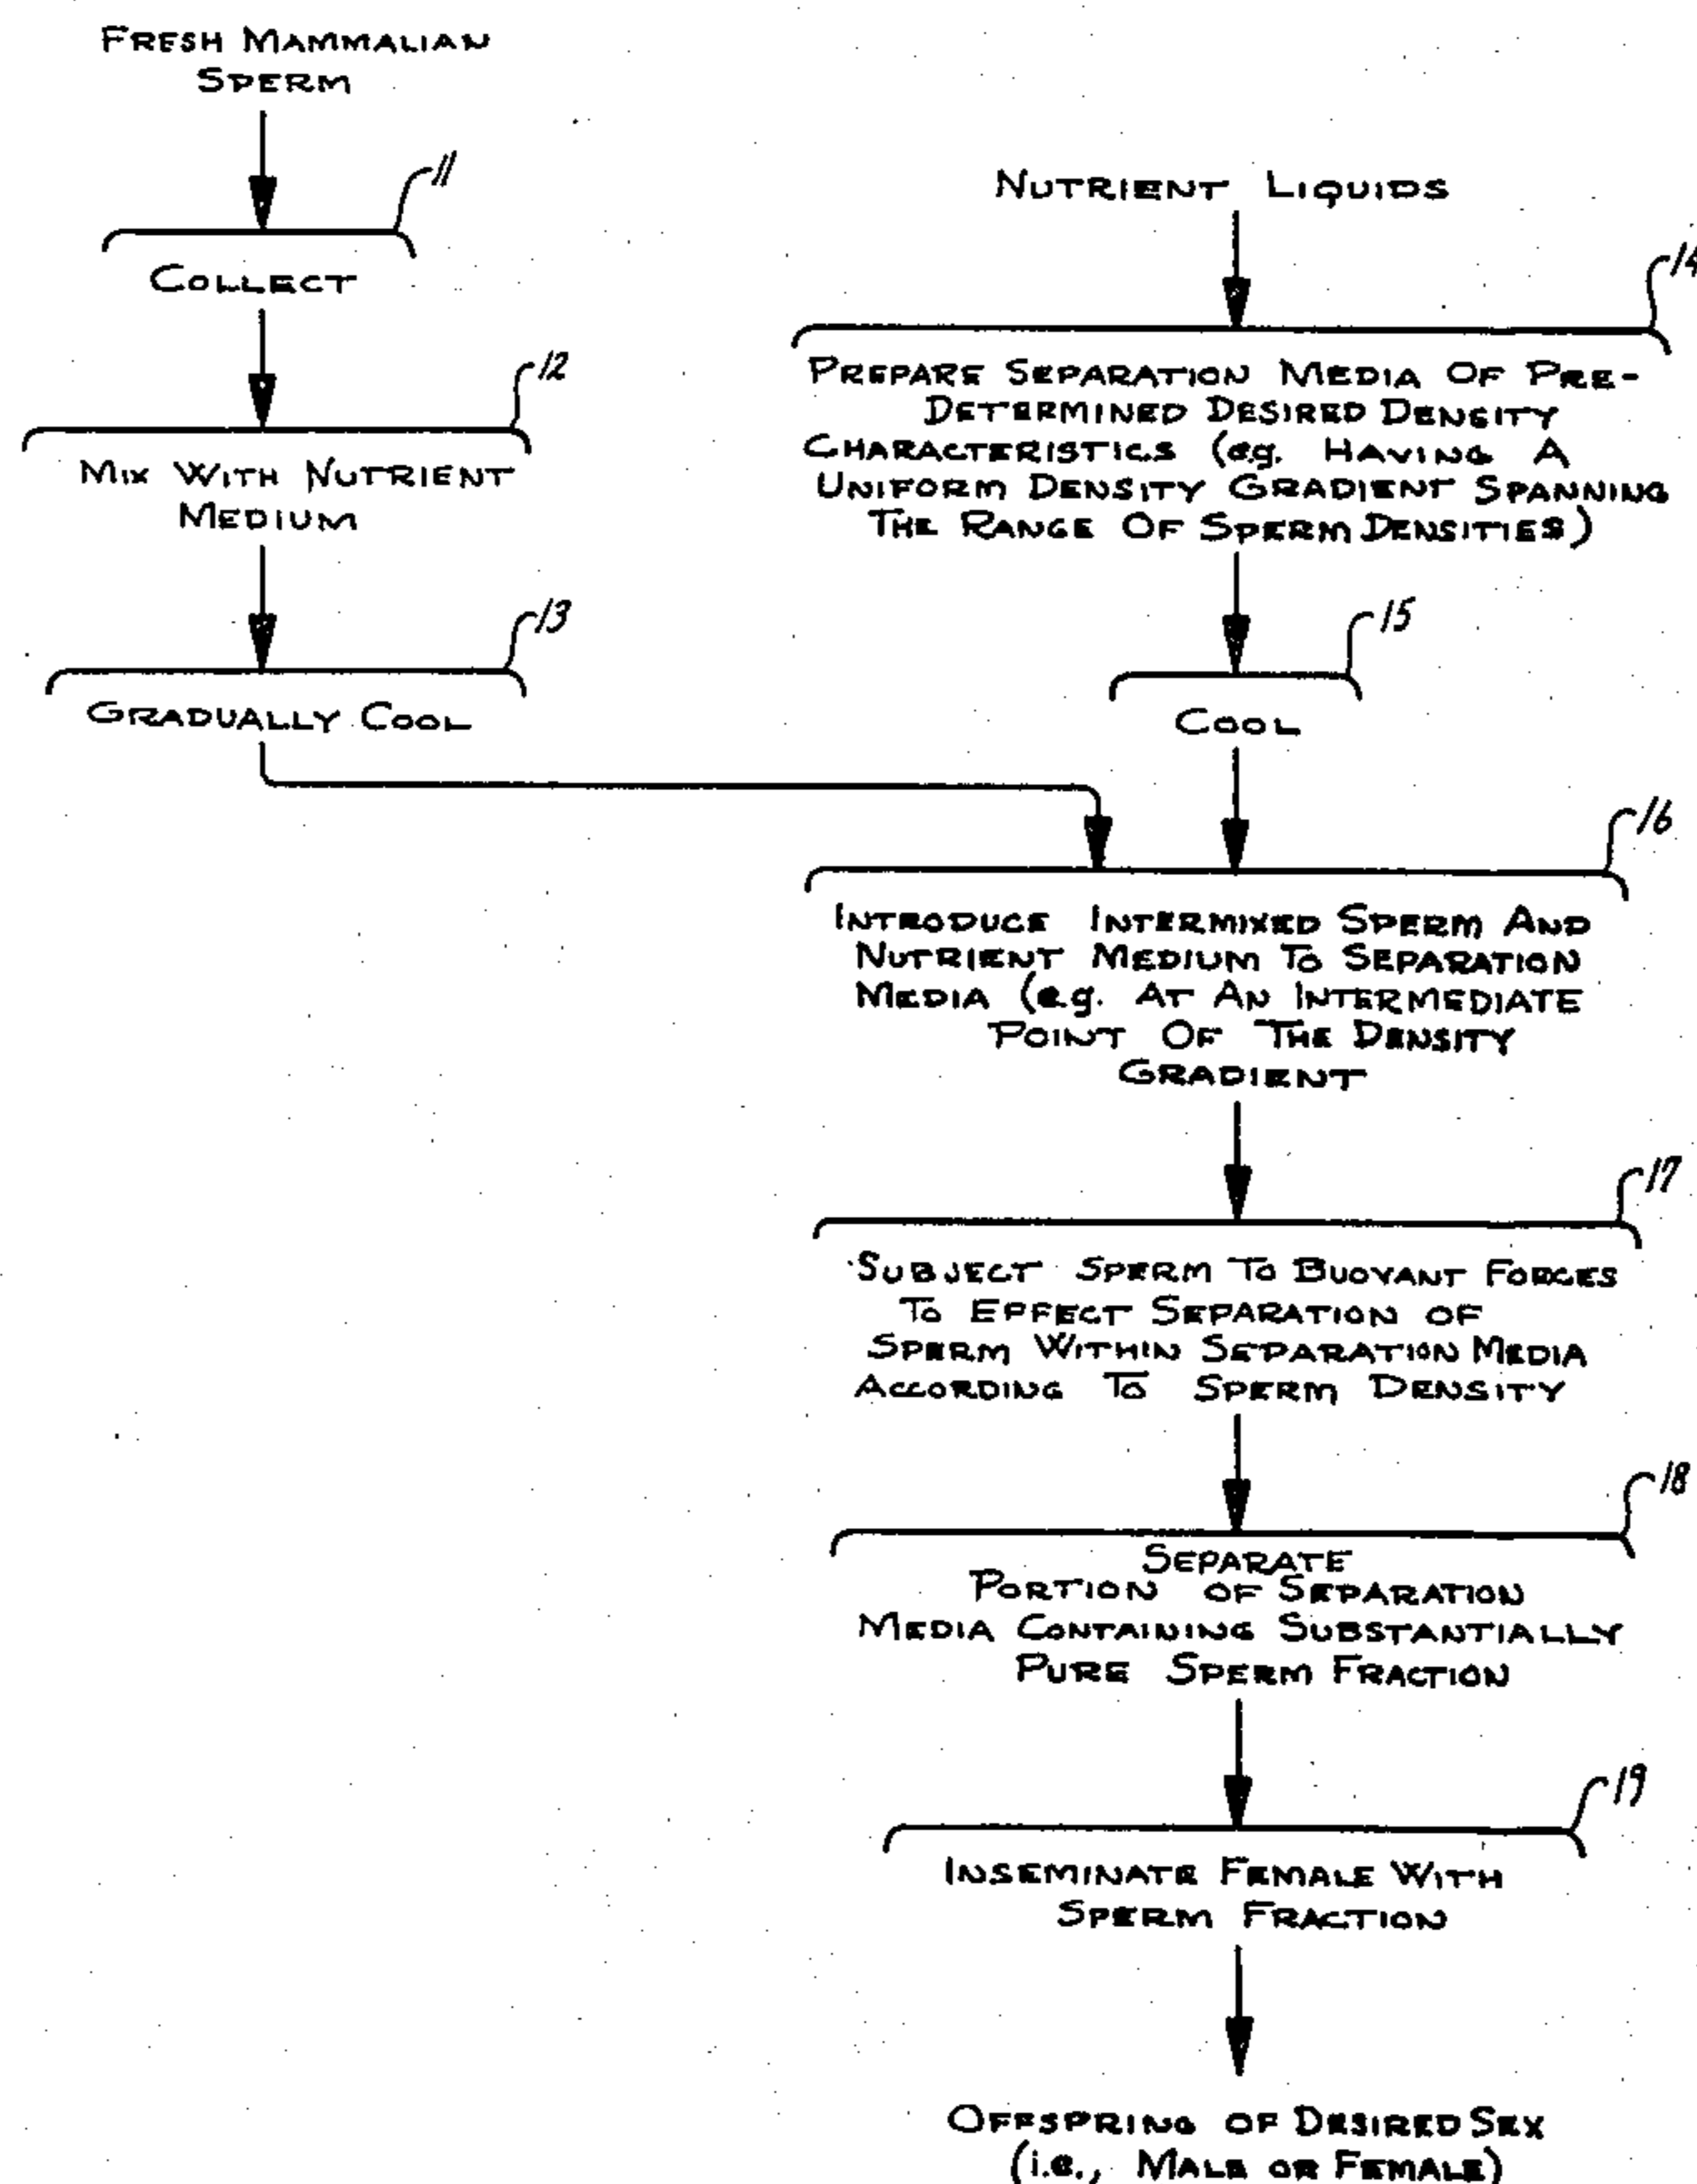 FRESH MAMMALIAN
SPERM
11
COLLECT
12
MIX WITH NUTRIENT
MEDIUM
13
GRADUALLY COOL
NUTRIENT LIQUIDS
14
PREPARE SEPARATION MEDIA OF PRE-
DETERMINED DESIRED DENSITY
CHARACTERISTICS (e.g. HAVING A
UNIFORM DENSITY GRADIENT SPANNING
THE RANGE OF SPERM DENSITIES)
15
COOL
16
INTRODUCE INTERMIXED SPERM AND
NUTRIENT MEDIUM TO SEPARATION
MEDIA (e.g. AT AN INTERMEDIATE
POINT OF THE DENSITY
GRADIENT
17
SUBJECT SPERM TO BUOYANT FORCES
TO EFFECT SEPARATION OF
SPERM WITHIN SEPARATION MEDIA
ACCORDING TO SPERM DENSITY
18
SEPARATE
PORTION OF SEPARATION
MEDIA CONTAINING SUBSTANTIALLY
PURE SPERM FRACTION
19
INSEMINATE FEMALE WITH
SPERM FRACTION
OFFSPRING OF DESIRED SEX
(i.e., MALE OR FEMALE)